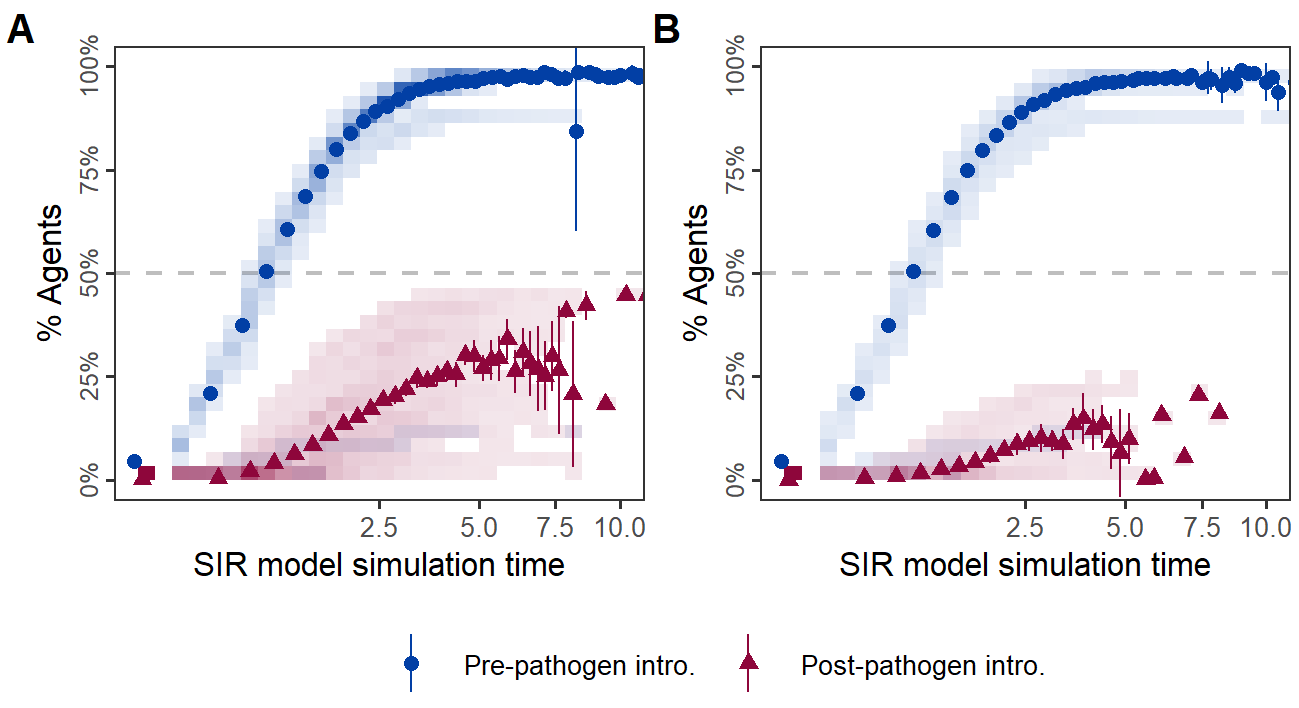 A
B
% Agents
100%
75%
50%
25%
0%
2.5 5.0 7.5 10.0
SIR model simulation time
% Agents
100%
75%
50%
25%
0%
2.5 5.0 7.5 10.0
SIR model simulation time
Pre-pathogen intro.
Post-pathogen intro.